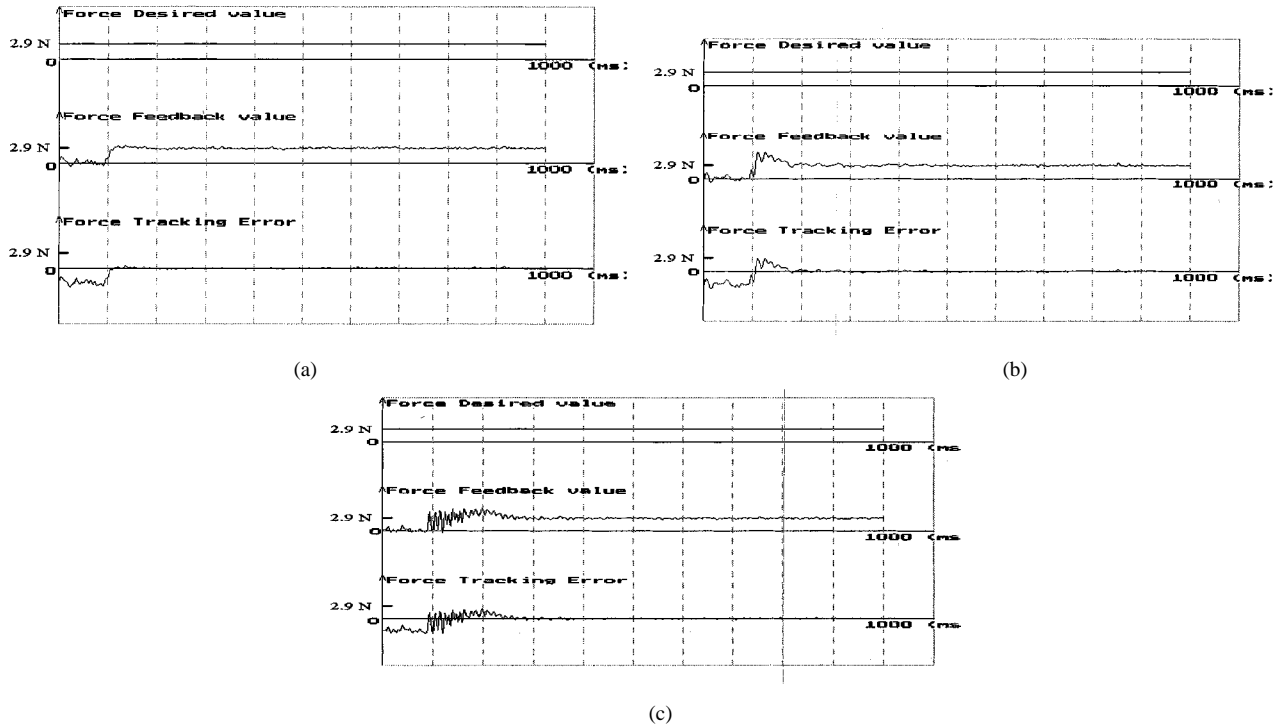 Force Desired value
2.9 N
0
1000 (ms)
Force Feedback value
2.9 N
0
1000 (ms)
Force Tracking Error
2.9 N
0
1000 (ms)
(a)
Force Desired value
2.9 N
0
1000 (ms)
Force Feedback value
2.9 N
0
1000 (ms)
Force Tracking Error
2.9 N
0
1000 (ms)
(b)
Force Desired value
2.9 N
0
1000 (ms
Force Feedback value
2.9 N
0
1000 (ms
Force Tracking Error
2.9 N
0
1000 (ms
(c)